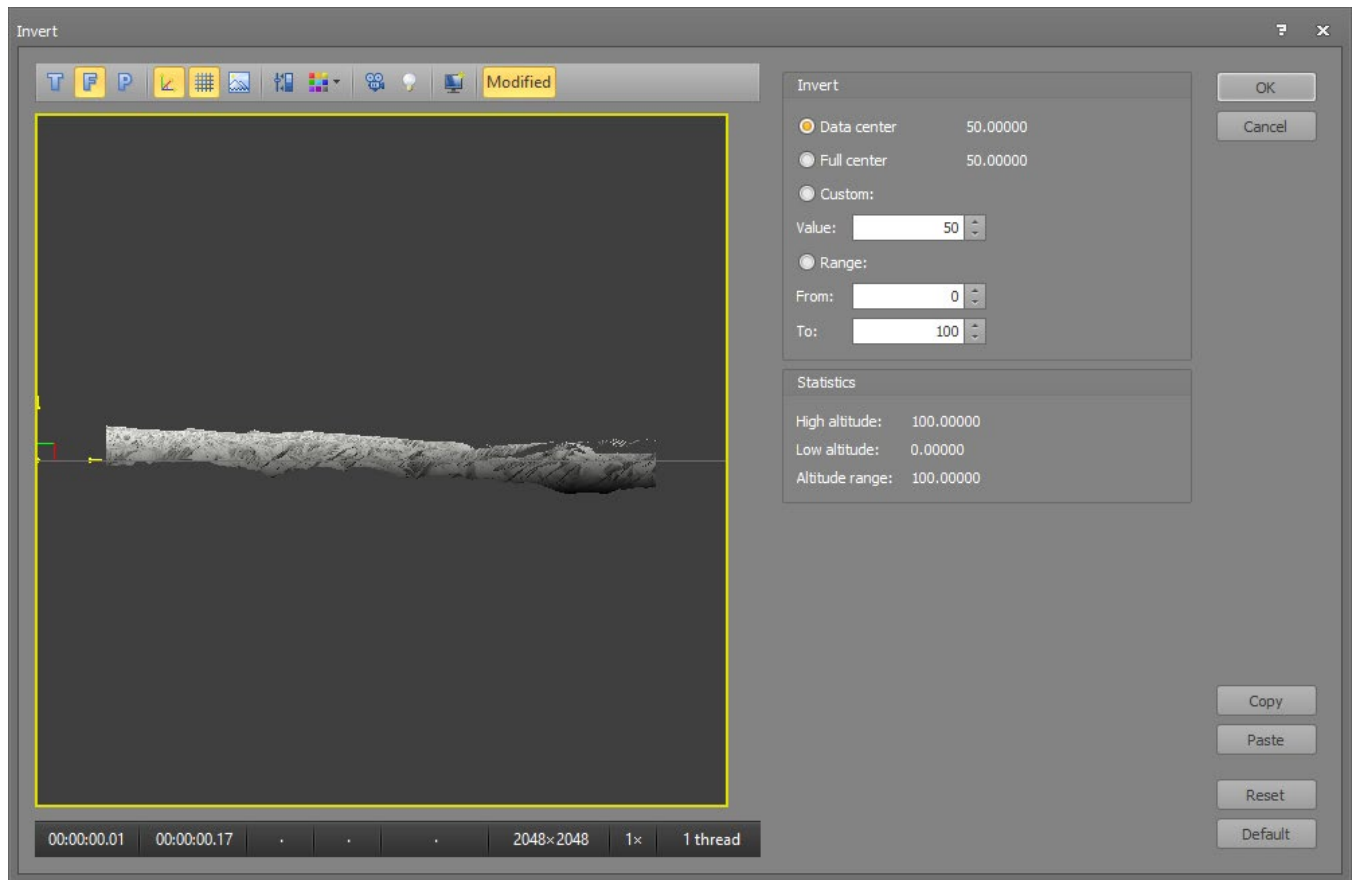 Invert
T F P Modified
Invert
Data center 50.00000
Full center 50.00000
Custom:
Value: 50
Range:
From: 0
To: 100
Statistics
High altitude: 100.00000
Low altitude: 0.00000
Altitude range: 100.00000
OK
Cancel
Copy
Paste
Reset
Default
00:00:00.01 00:00:00.17 . . . 2048×2048 1× 1 thread